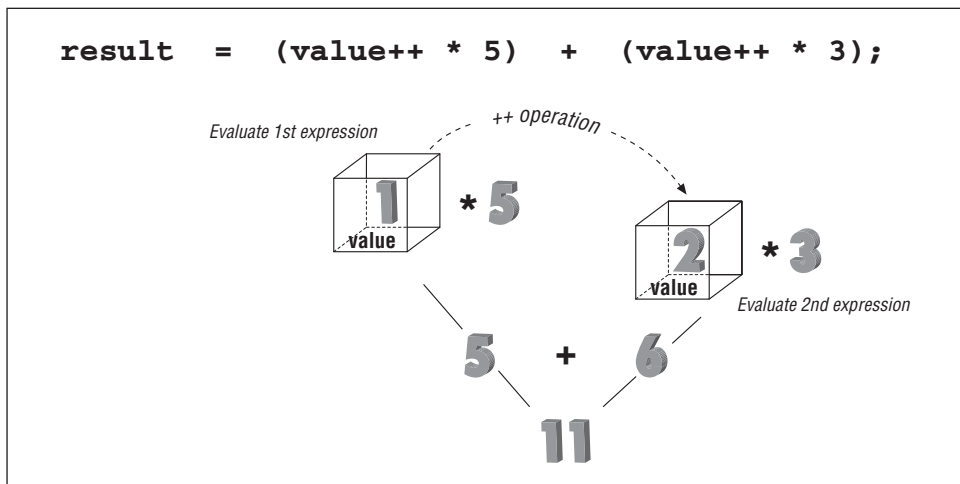 result = (value++ * 5) + (value++ * 3);
Evaluate 1st expression
++ operation
1 * 5
value
2 * 3
value
Evaluate 2nd expression
5 + 6
11